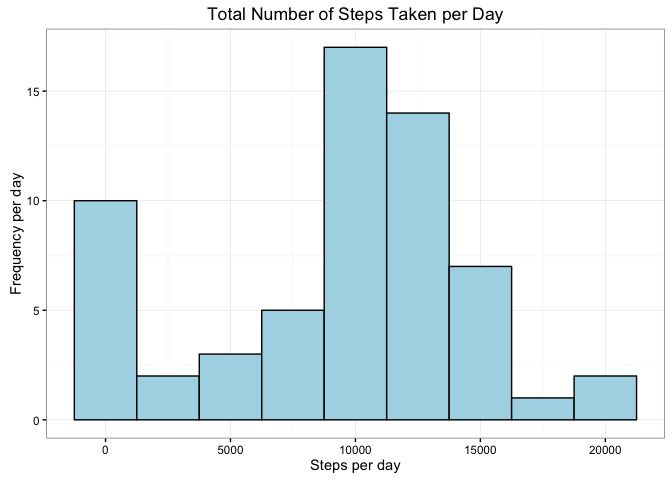 Total Number of Steps Taken per Day
Frequency per day
15
10
5
0
0 5000 10000 15000 20000
Steps per day